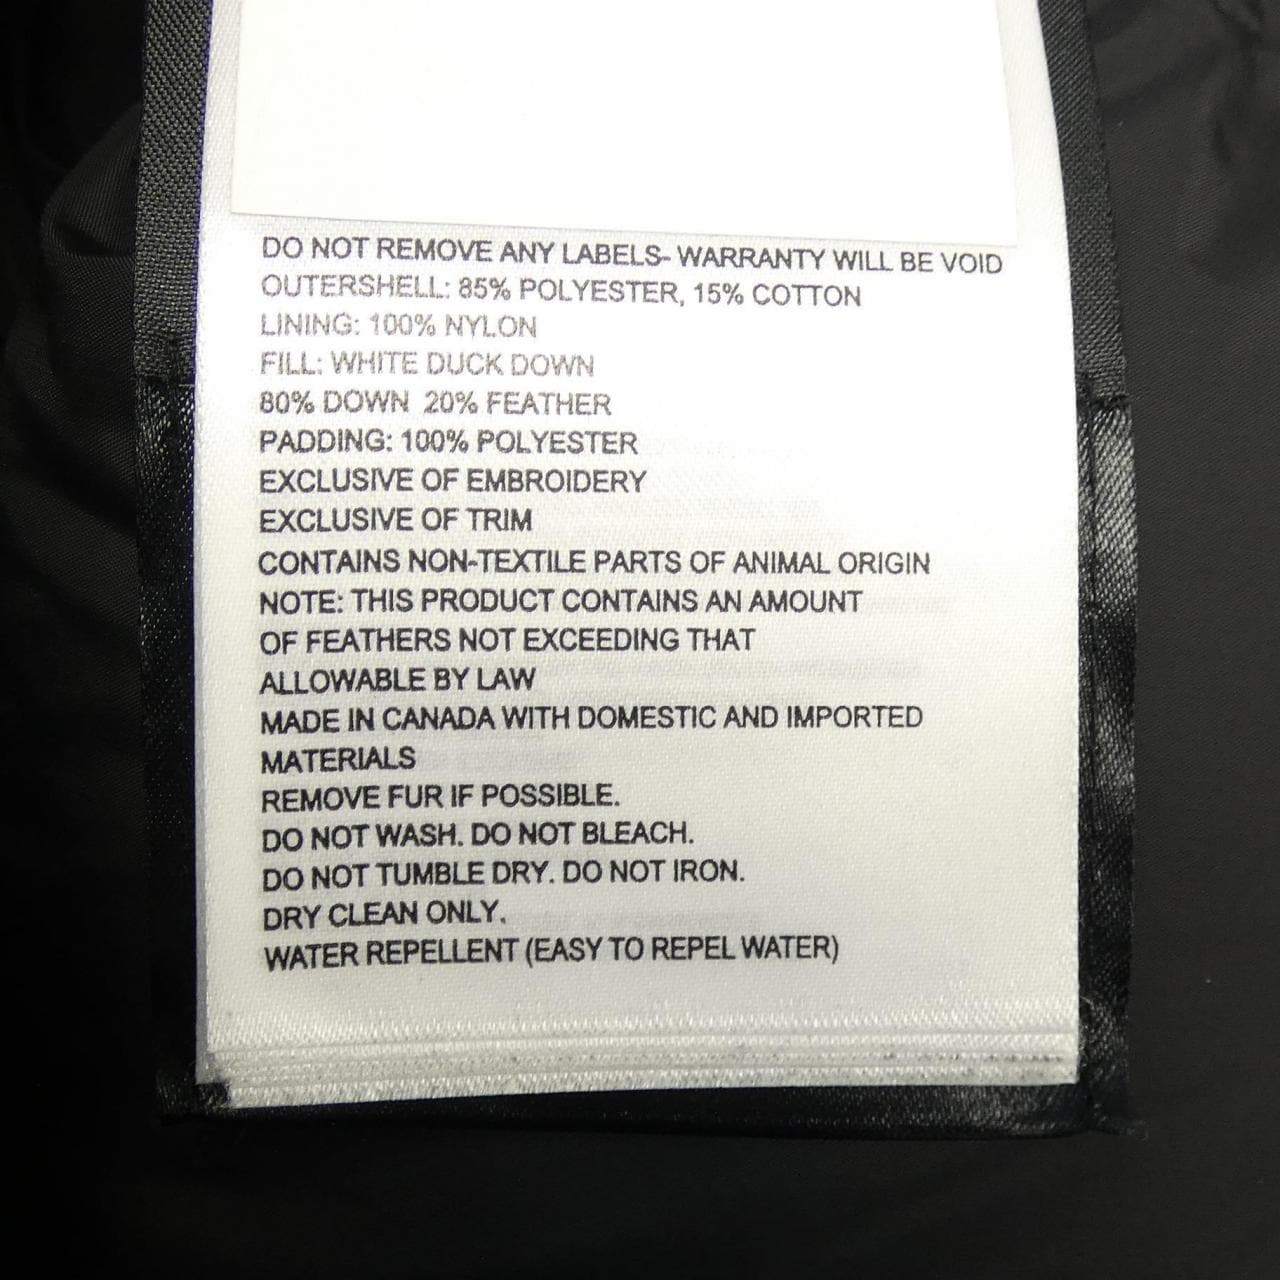 DO NOT REMOVE ANY LABELS- WARRANTY WILL BE VOID
OUTERSHELL: 85% POLYESTER, 15% COTTON
LINING: 100% NYLON
FILL: WHITE DUCK DOWN
80% DOWN 20% FEATHER
PADDING: 100% POLYESTER
EXCLUSIVE OF EMBROIDERY
EXCLUSIVE OF TRIM
CONTAINS NON-TEXTILE PARTS OF ANIMAL ORIGIN
NOTE: THIS PRODUCT CONTAINS AN AMOUNT
OF FEATHERS NOT EXCEEDING THAT
ALLOWABLE BY LAW
MADE IN CANADA WITH DOMESTIC AND IMPORTED
MATERIALS
REMOVE FUR IF POSSIBLE.
DO NOT WASH. DO NOT BLEACH.
DO NOT TUMBLE DRY. DO NOT IRON.
DRY CLEAN ONLY.
WATER REPELLENT (EASY TO REPEL WATER)